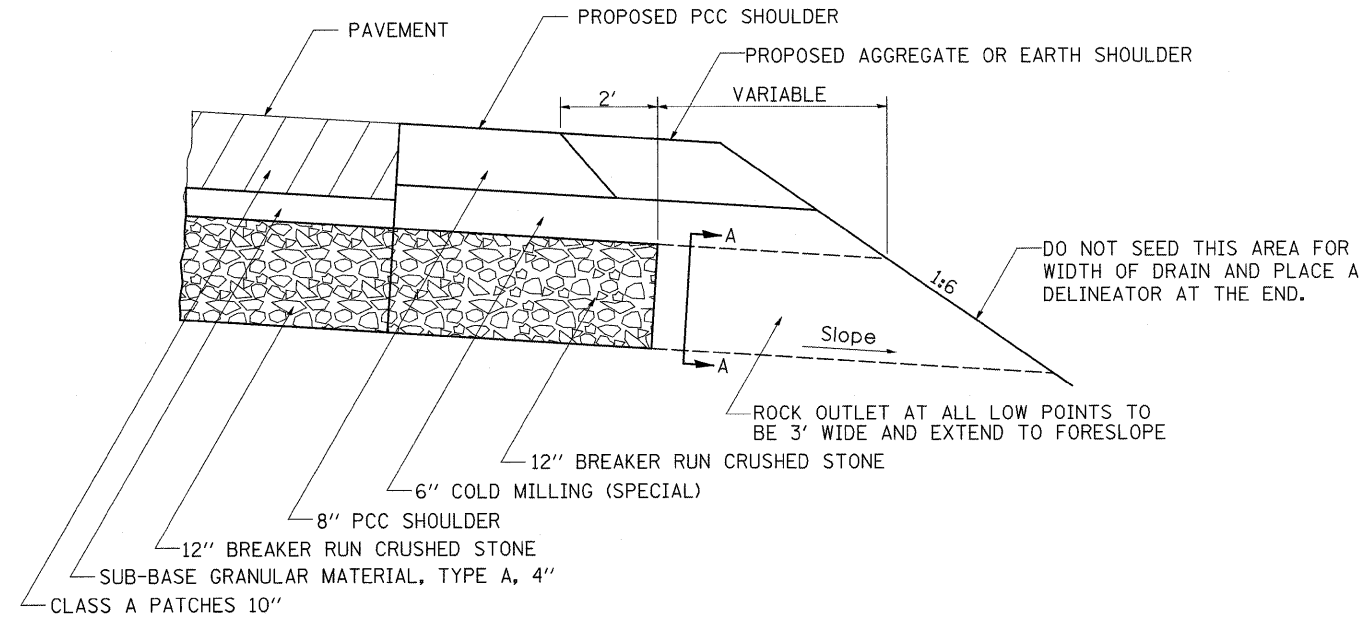 PAVEMENT
PROPOSED PCC SHOULDER
PROPOSED AGGREGATE OR EARTH SHOULDER
2'
VARIABLE
A
A
1:6
Slope
DO NOT SEED THIS AREA FOR
WIDTH OF DRAIN AND PLACE A
DELINEATOR AT THE END.
ROCK OUTLET AT ALL LOW POINTS TO
BE 3' WIDE AND EXTEND TO FORESLOPE
12" BREAKER RUN CRUSHED STONE
6" COLD MILLING (SPECIAL)
8" PCC SHOULDER
12" BREAKER RUN CRUSHED STONE
SUB-BASE GRANULAR MATERIAL, TYPE A, 4"
CLASS A PATCHES 10"